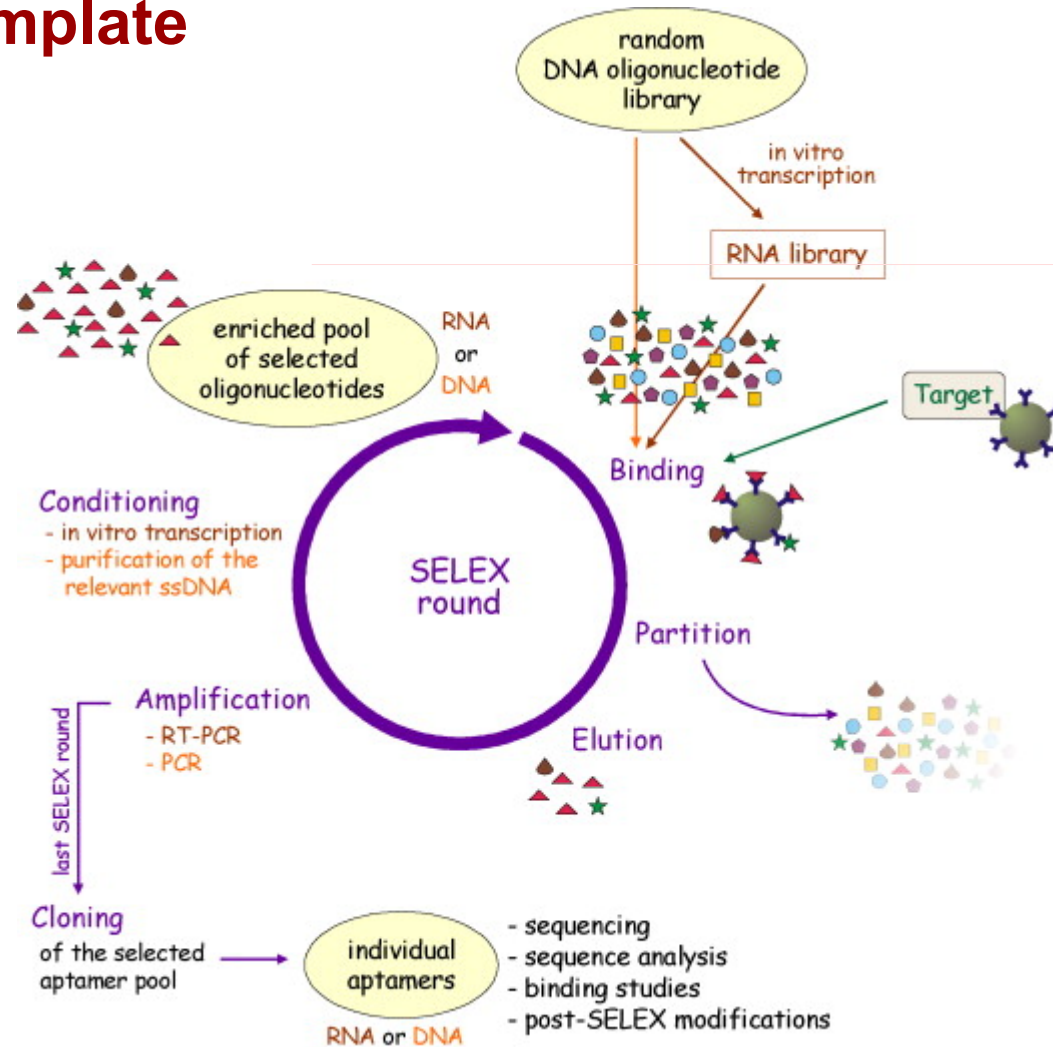 mplate
random
DNA oligonucleotide
library
in vitro
transcription
RNA library
enriched pool
of selected
oligonucleotides
RNA
or
DNA
Target
Binding
Conditioning
- in vitro transcription
- purification of the
relevant ssDNA
SELEX
round
Partition
Amplification
- RT-PCR
- PCR
Elution
last SELEX round
Cloning
of the selected
aptamer pool
individual
aptamers
RNA or DNA
- sequencing
- sequence analysis
- binding studies
- post-SELEX modifications